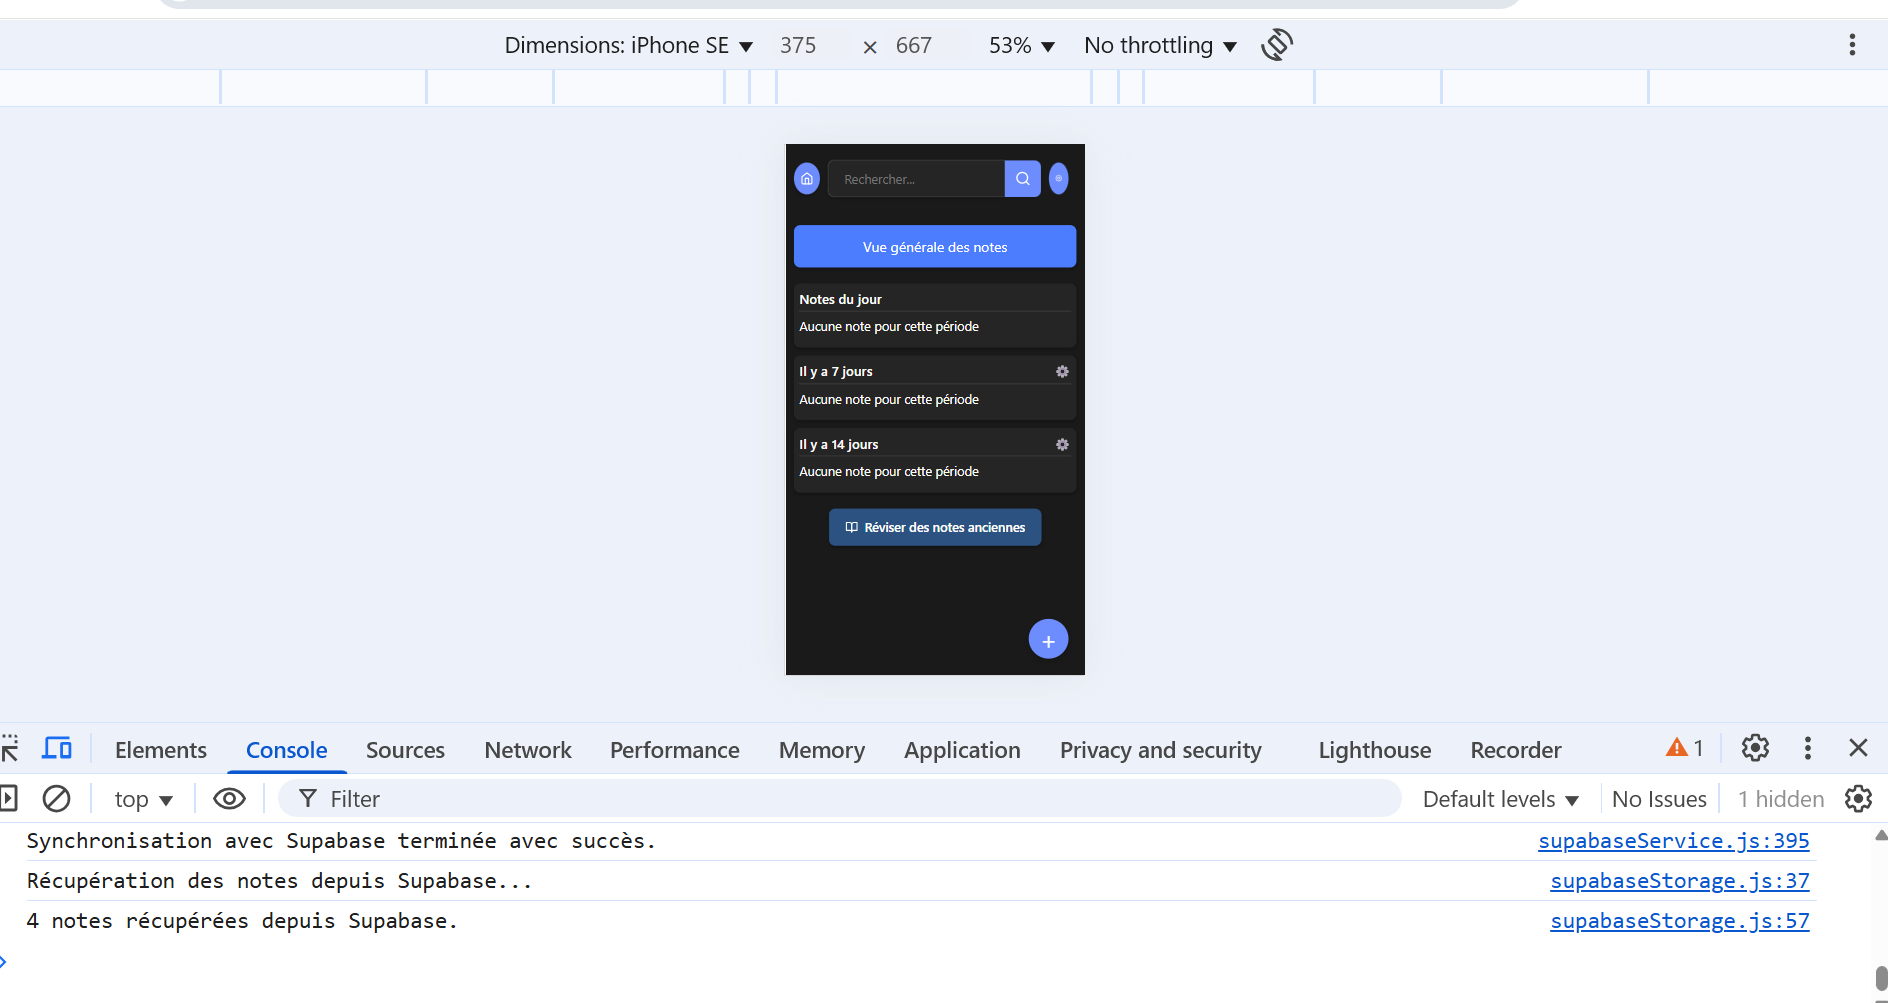 Dimensions: iPhone SE ▼ 375 × 667 53% ▼ No throttling ▼
Rechercher...
Vue générale des notes
Notes du jour
Aucune note pour cette période
Il y a 7 jours
Aucune note pour cette période
Il y a 14 jours
Aucune note pour cette période
Réviser des notes anciennes
+
Elements Console Sources Network Performance Memory Application Privacy and security Lighthouse Recorder 1
top ▼ Filter Default levels ▼ No Issues 1 hidden
Synchronisation avec Supabase terminée avec succès. supabaseService.js:395
Récupération des notes depuis Supabase... supabaseStorage.js:37
4 notes récupérées depuis Supabase. supabaseStorage.js:57